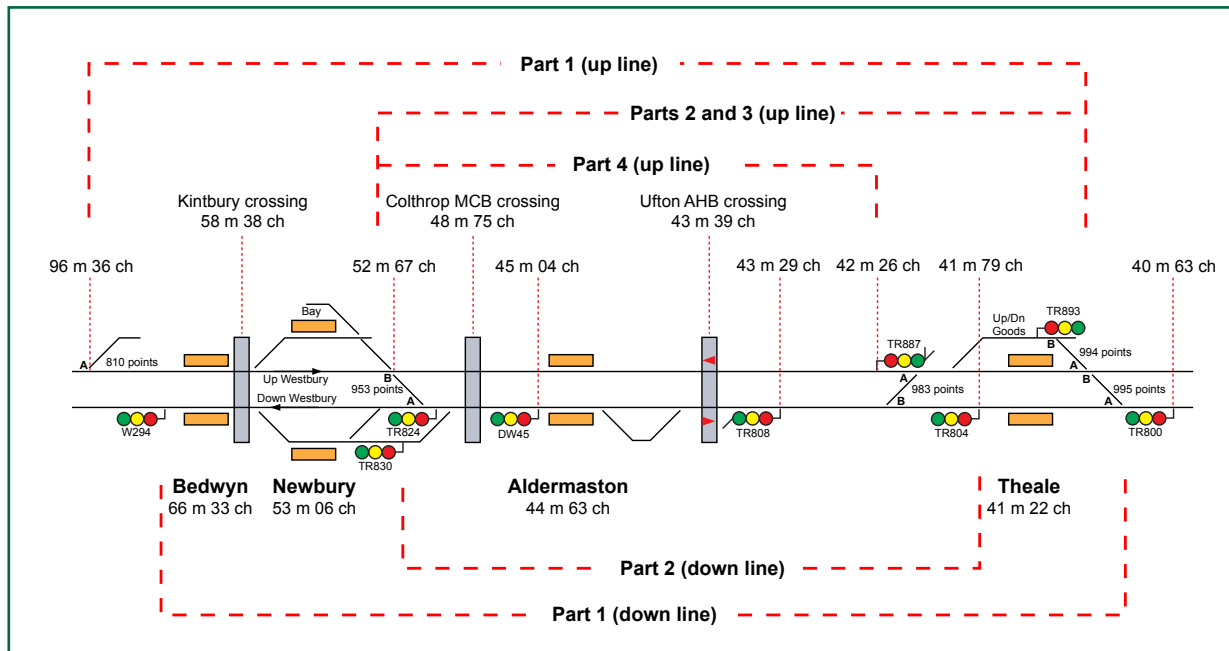 Part 1 (up line)
Parts 2 and 3 (up line)
Part 4 (up line)
Kintbury crossing
58 m 38 ch
Colthrop MCB crossing
48 m 75 ch
Ufton AHB crossing
43 m 39 ch
96 m 36 ch
52 m 67 ch
45 m 04 ch
43 m 29 ch
42 m 26 ch
41 m 79 ch
40 m 63 ch
Bay
Up/Dn
Goods
TR893
A
810 points
TR887
B
994 points
Up Westbury
B
953 points
A
A
983 points
B
A
B
995 points
A
Down Westbury
W294
TR824
TR830
DW45
TR808
TR804
TR800
Bedwyn
66 m 33 ch
Newbury
53 m 06 ch
Aldermaston
44 m 63 ch
Theale
41 m 22 ch
Part 2 (down line)
Part 1 (down line)